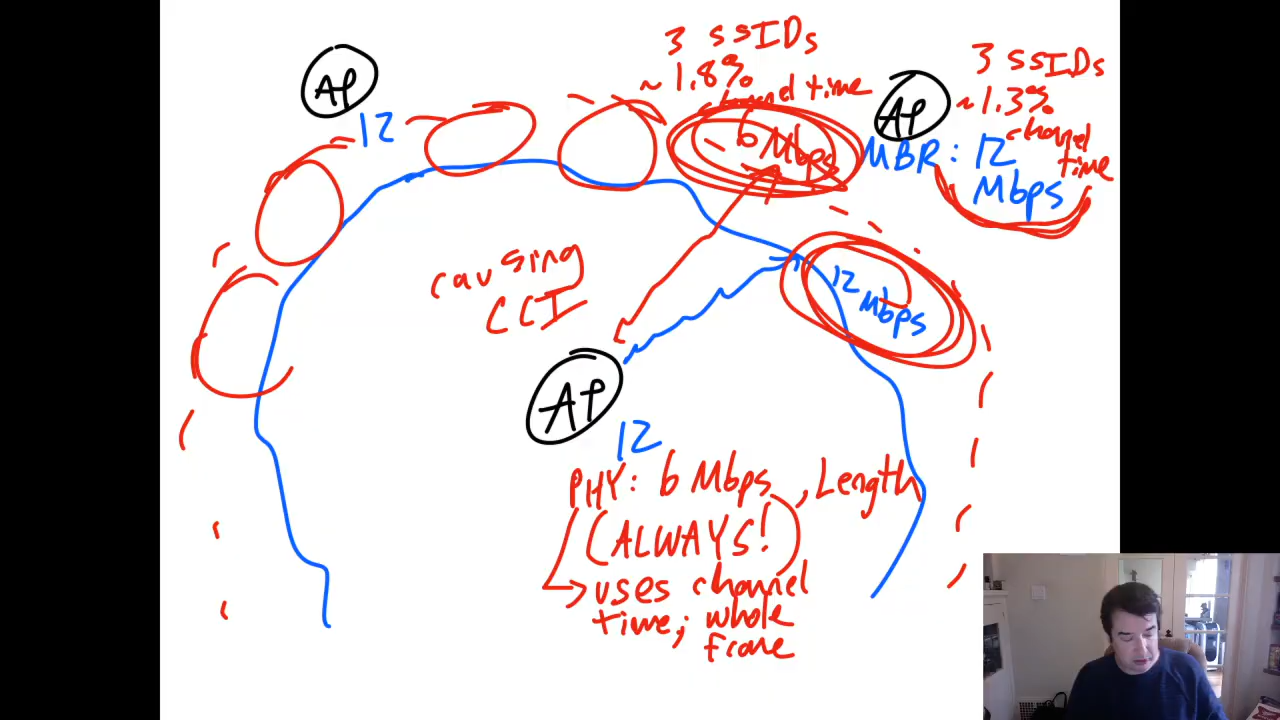 3 SSIDs
~1.8%
channel time
AP
12
6 Mbps
AP
3 SSIDs
~1.3%
channel
time
MBR: 12
Mbps
causing
CCI
12
Mbps
AP
12
PHY: 6 Mbps, Length
(ALWAYS!)
uses channel
time; whole
frame